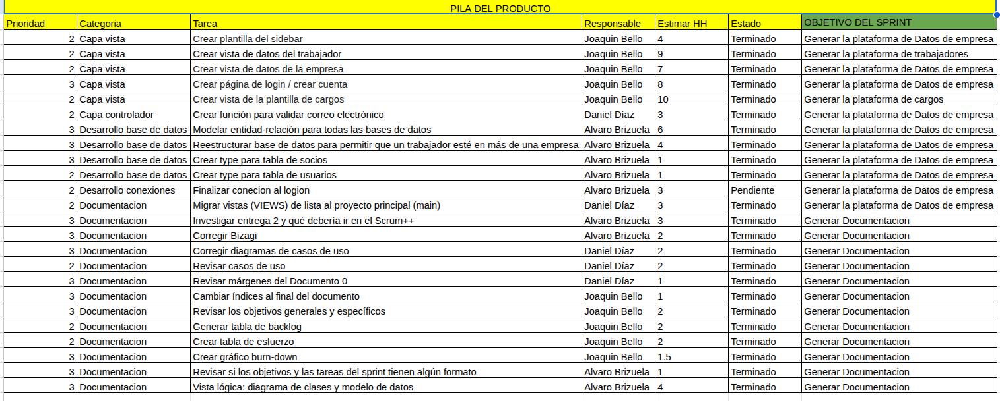 PILA DEL PRODUCTO
Prioridad Categoria Tarea Responsable Estimar HH Estado OBJETIVO DEL SPRINT
2 Capa vista Crear plantilla del sidebar Joaquin Bello 4 Terminado Generar la plataforma de Datos de empresa
2 Capa vista Crear vista de datos del trabajador Joaquin Bello 9 Terminado Generar la plataforma de trabajadores
2 Capa vista Crear vista de datos de la empresa Joaquin Bello 7 Terminado Generar la plataforma de Datos de empresa
3 Capa vista Crear página de login / crear cuenta Joaquin Bello 8 Terminado Generar la plataforma de Datos de empresa
2 Capa vista Crear vista de la plantilla de cargos Joaquin Bello 10 Terminado Generar la plataforma de cargos
2 Capa controlador Crear función para validar correo electrónico Daniel Díaz 3 Terminado Generar la plataforma de Datos de empresa
3 Desarrollo base de datos Modelar entidad-relación para todas las bases de datos Alvaro Brizuela 6 Terminado Generar la plataforma de Datos de empresa
3 Desarrollo base de datos Reestructurar base de datos para permitir que un trabajador esté en más de una empresa Alvaro Brizuela 4 Terminado Generar la plataforma de Datos de empresa
3 Desarrollo base de datos Crear type para tabla de socios Alvaro Brizuela 1 Terminado Generar la plataforma de Datos de empresa
2 Desarrollo base de datos Crear type para tabla de usuarios Alvaro Brizuela 1 Terminado Generar la plataforma de Datos de empresa
2 Desarrollo conexiones Finalizar conecion al logion Alvaro Brizuela 3 Pendiente Generar la plataforma de Datos de empresa
2 Documentacion Migrar vistas (VIEWS) de lista al proyecto principal (main) Daniel Díaz 3 Terminado Generar la plataforma de Datos de empresa
3 Documentacion Investigar entrega 2 y qué debería ir en el Scrum++ Alvaro Brizuela 3 Terminado Generar Documentacion
3 Documentacion Corregir Bizagi Alvaro Brizuela 2 Terminado Generar Documentacion
3 Documentacion Corregir diagramas de casos de uso Daniel Díaz 2 Terminado Generar Documentacion
2 Documentacion Revisar casos de uso Daniel Díaz 2 Terminado Generar Documentacion
3 Documentacion Revisar márgenes del Documento 0 Daniel Díaz 1 Terminado Generar Documentacion
3 Documentacion Cambiar índices al final del documento Joaquin Bello 1 Terminado Generar Documentacion
3 Documentacion Revisar los objetivos generales y específicos Joaquin Bello 2 Terminado Generar Documentacion
2 Documentacion Generar tabla de backlog Joaquin Bello 2 Terminado Generar Documentacion
2 Documentacion Crear tabla de esfuerzo Joaquin Bello 2 Terminado Generar Documentacion
3 Documentacion Crear gráfico burn-down Joaquin Bello 1.5 Terminado Generar Documentacion
3 Documentacion Revisar si los objetivos y las tareas del sprint tienen algún formato Alvaro Brizuela 1 Terminado Generar Documentacion
3 Documentacion Vista lógica: diagrama de clases y modelo de datos Alvaro Brizuela 4 Terminado Generar Documentacion